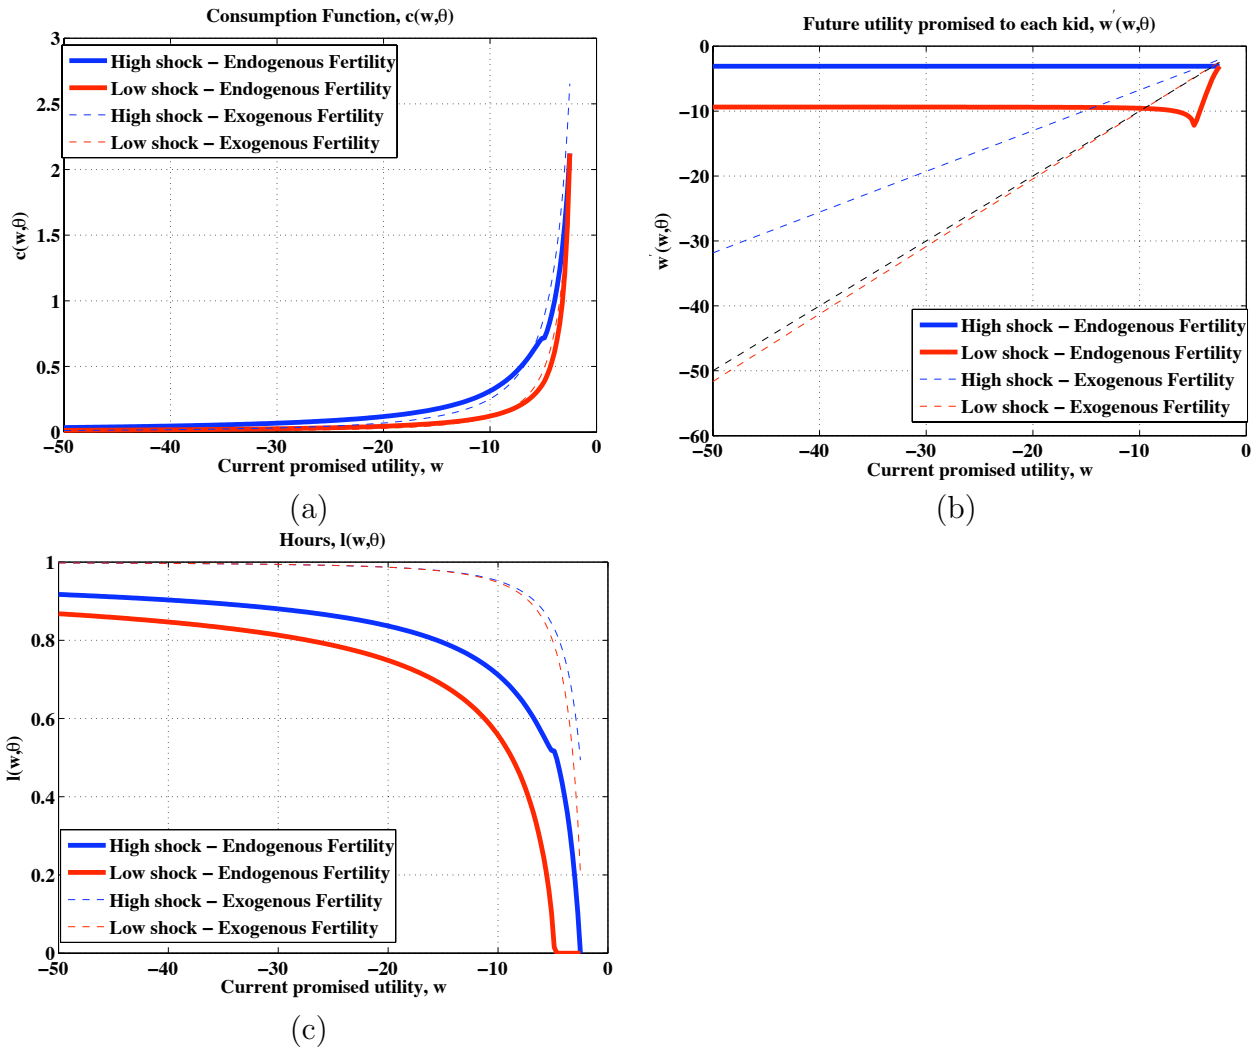 Consumption Function, c(w,θ)
3
2.5
2
1.5
1
0.5
0
c(w,θ)
High shock – Endogenous Fertility
Low shock – Endogenous Fertility
High shock – Exogenous Fertility
Low shock – Exogenous Fertility
−50 −40 −30 −20 −10 0
Current promised utility, w
(a)
Future utility promised to each kid, w′(w,θ)
0
−10
−20
−30
−40
−50
−60
w′(w,θ)
High shock – Endogenous Fertility
Low shock – Endogenous Fertility
High shock – Exogenous Fertility
Low shock – Exogenous Fertility
−50 −40 −30 −20 −10 0
Current promised utility, w
(b)
Hours, l(w,θ)
1
0.8
0.6
0.4
0.2
0
l(w,θ)
High shock – Endogenous Fertility
Low shock – Endogenous Fertility
High shock – Exogenous Fertility
Low shock – Exogenous Fertility
−50 −40 −30 −20 −10 0
Current promised utility, w
(c)